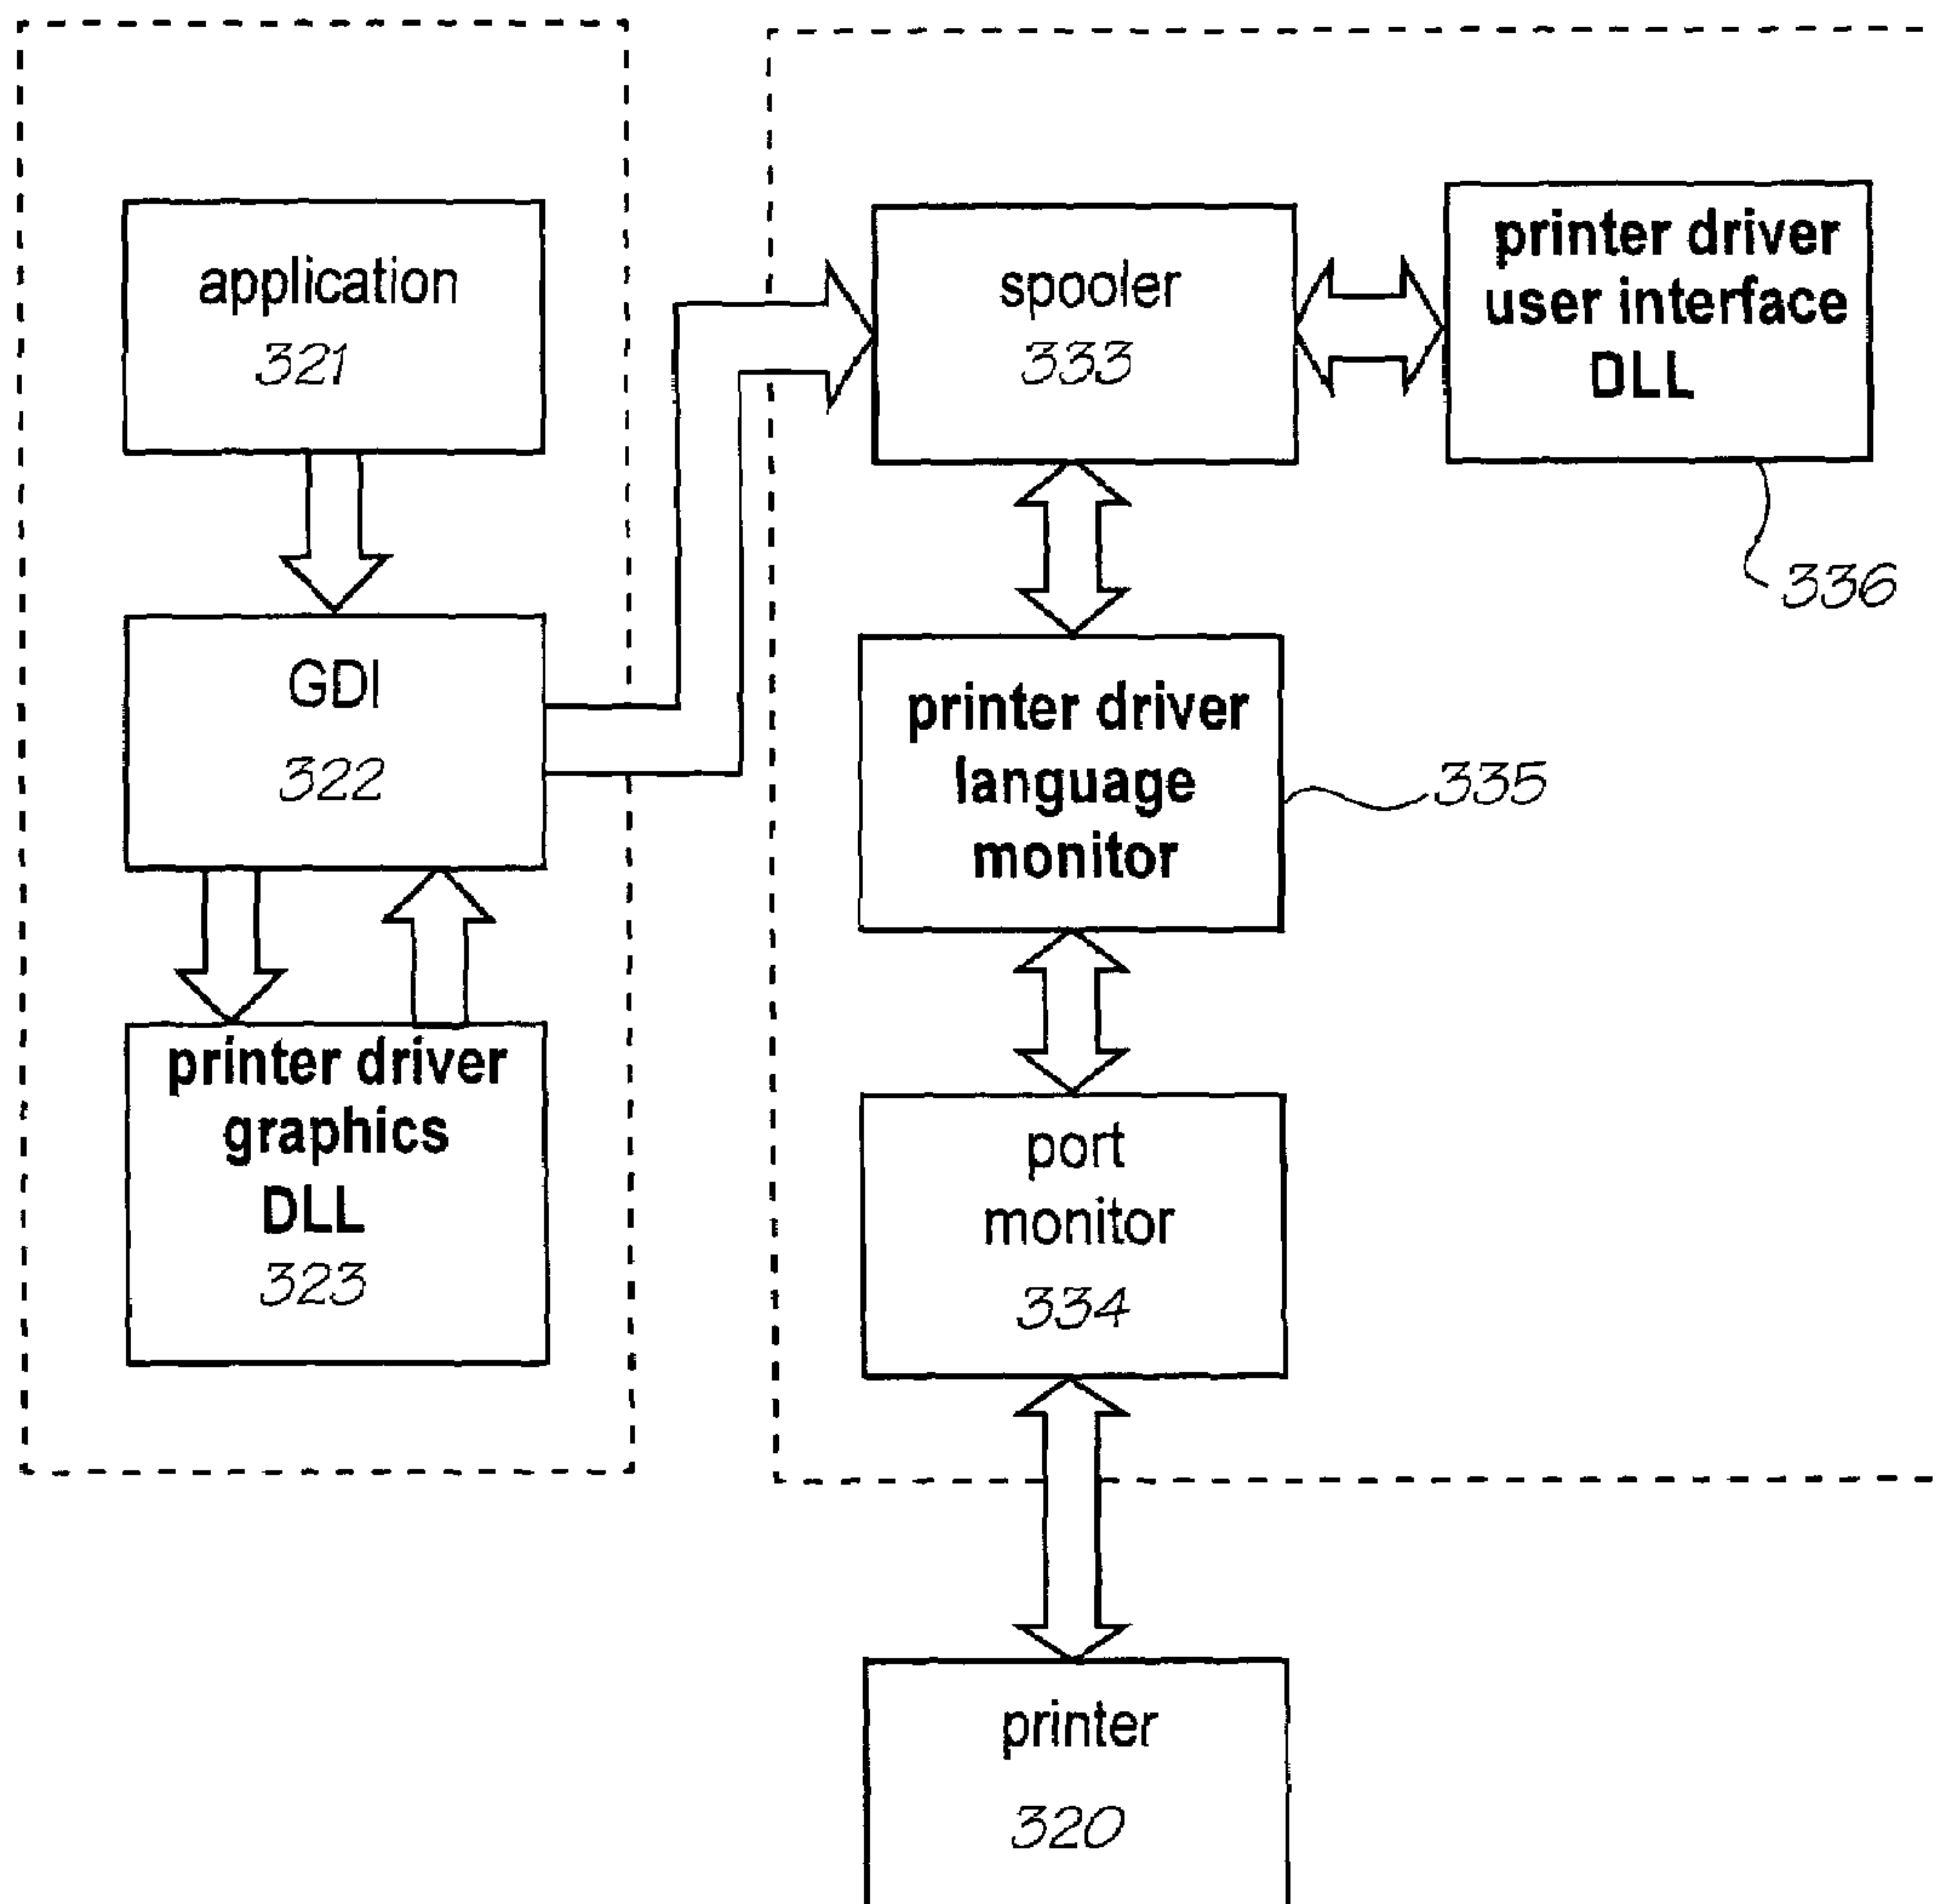 application
321
GDI
322
printer driver
graphics
DLL
323
spooler
333
printer driver
user interface
DLL
336
printer driver
language
monitor
335
port
monitor
334
printer
320